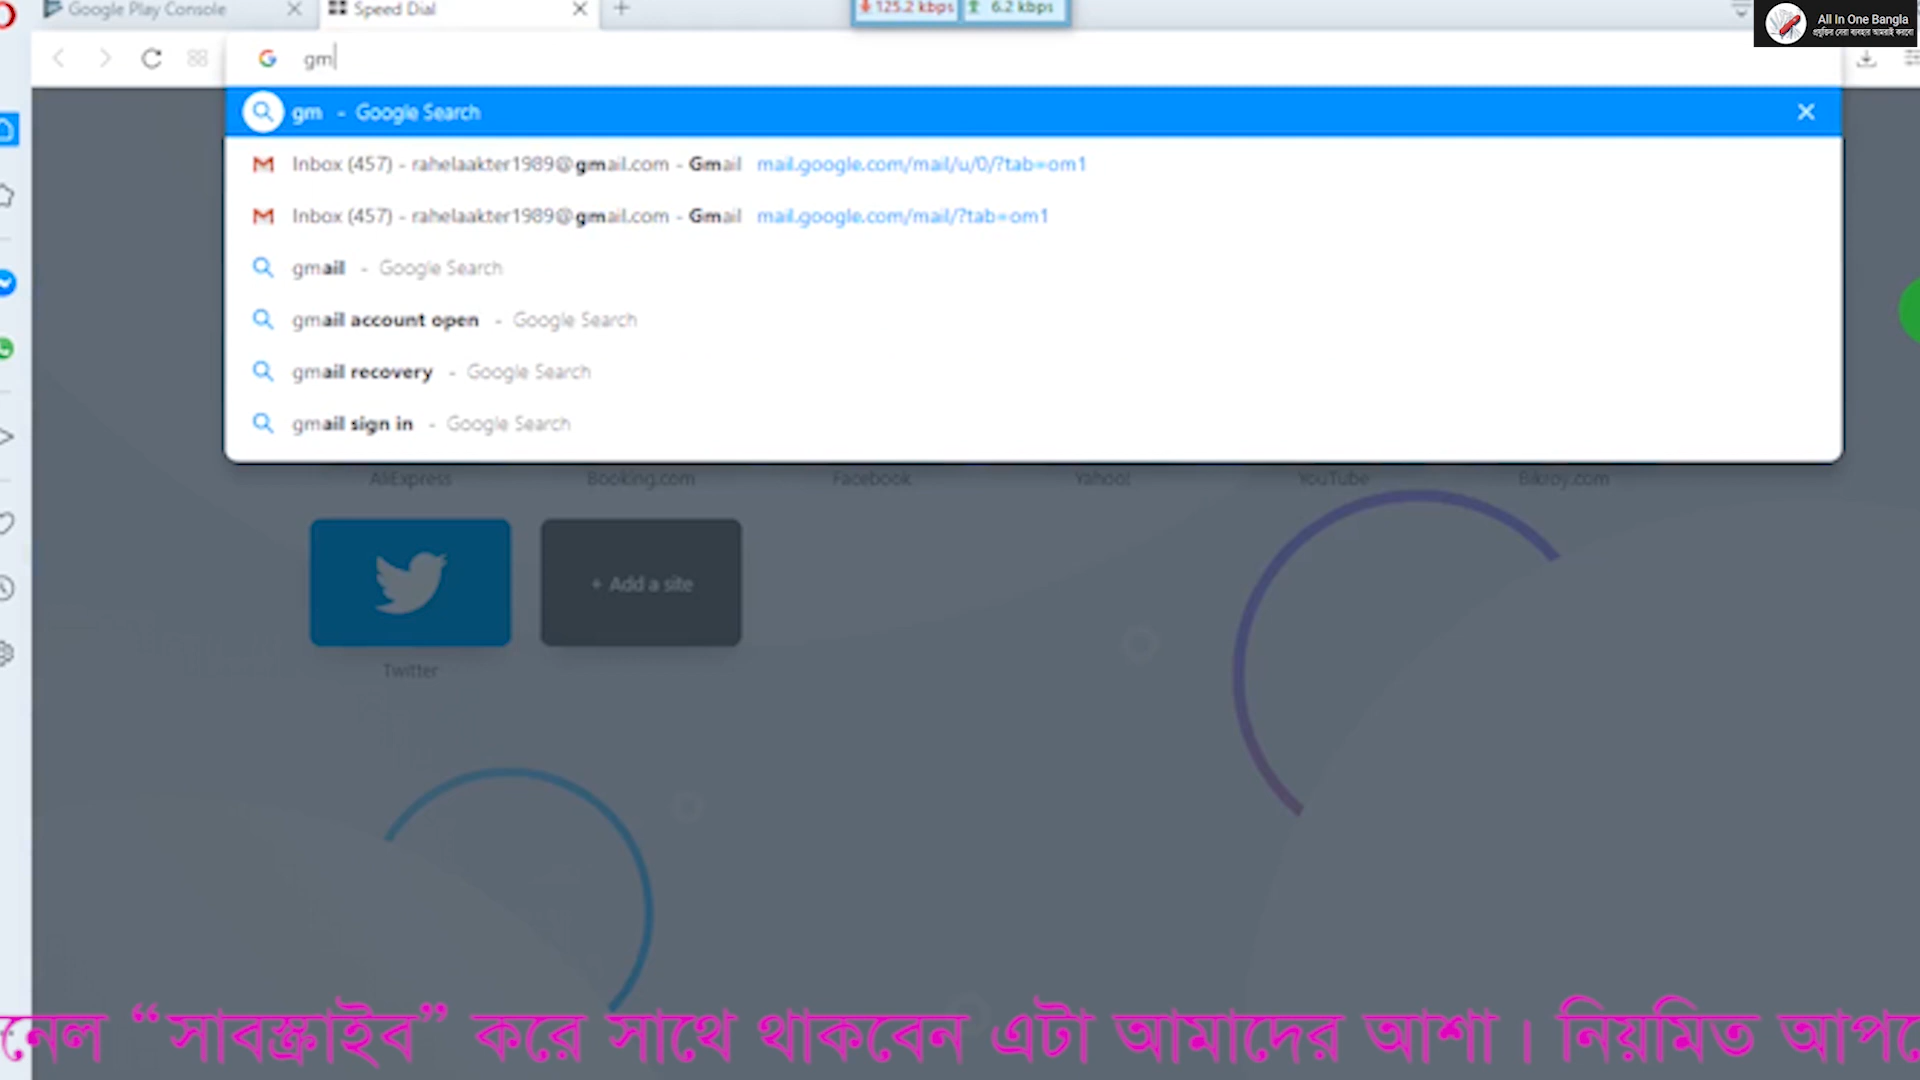 Google Play Console
Speed Dial
125.2 kbps
6.2 kbps
All In One Bangla
প্রযুক্তির সেরা ব্যবহার আমরাই করবো
gm
gm - Google Search
Inbox (457) - rahelaakter1989@gmail.com - Gmail mail.google.com/mail/u/0/?tab=om1
Inbox (457) - rahelaakter1989@gmail.com - Gmail mail.google.com/mail/?tab=om1
gmail - Google Search
gmail account open - Google Search
gmail recovery - Google Search
gmail sign in - Google Search
AliExpress
Booking.com
Facebook
Yahoo!
YouTube
Bikroy.com
+ Add a site
Twitter
নেল “সাবস্ক্রাইব” করে সাথে থাকবেন এটা আমাদের আশা। নিয়মিত